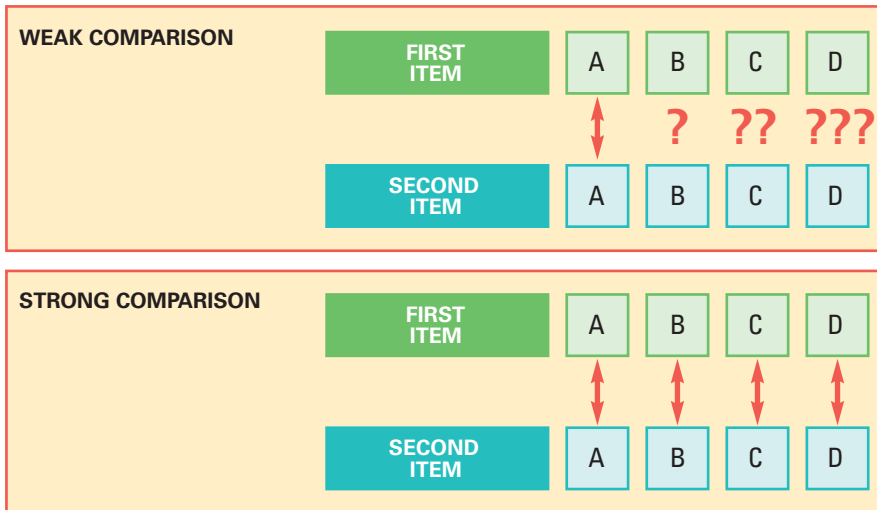 WEAK COMPARISON
FIRST
ITEM
A B C D
? ?? ???
SECOND
ITEM
A B C D
STRONG COMPARISON
FIRST
ITEM
A B C D
SECOND
ITEM
A B C D